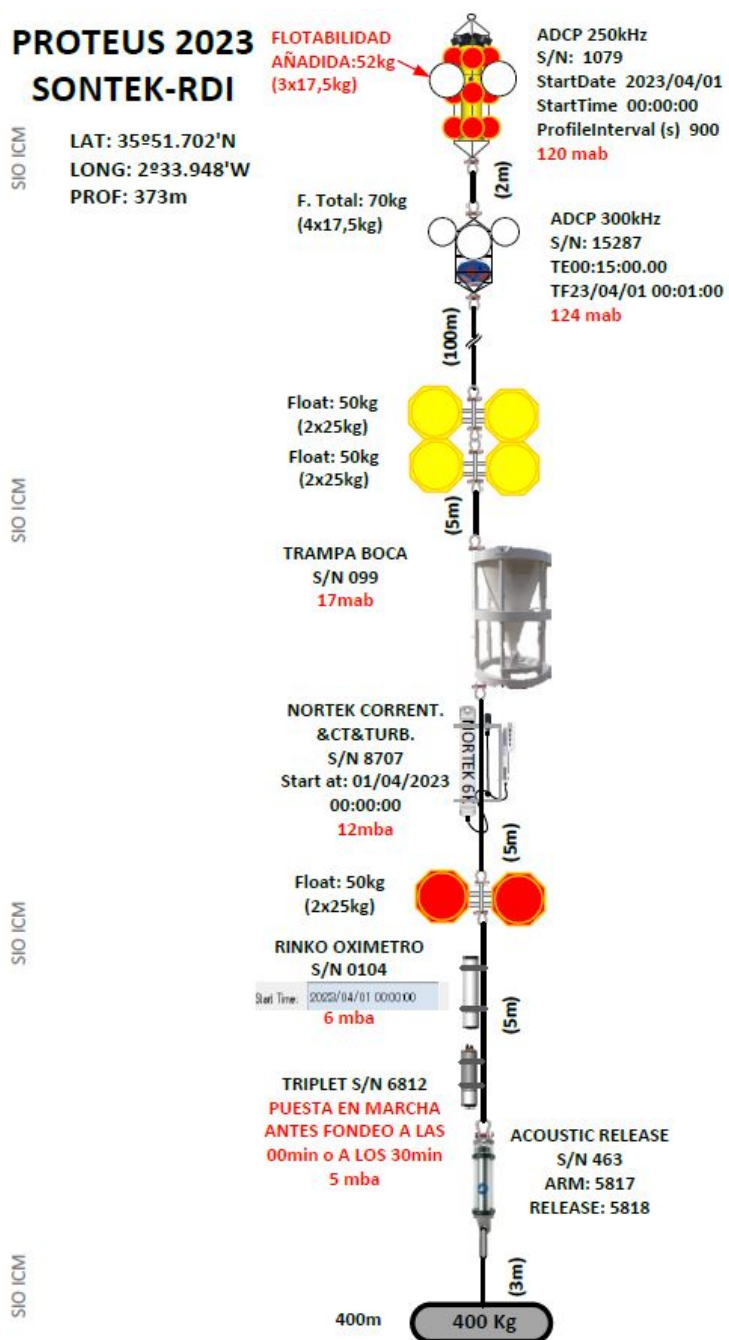 PROTEUS 2023
SONTEK-RDI
LAT: 35º51.702'N
LONG: 2º33.948'W
PROF: 373m
FLOTABILIDAD
AÑADIDA:52kg
(3x17,5kg)
ADCP 250kHz
S/N: 1079
StartDate 2023/04/01
StartTime 00:00:00
ProfileInterval (s) 900
120 mab
(2m)
F. Total: 70kg
(4x17,5kg)
ADCP 300kHz
S/N: 15287
TE00:15:00.00
TF23/04/01 00:01:00
124 mab
(100m)
Float: 50kg
(2x25kg)
Float: 50kg
(2x25kg)
(5m)
TRAMPA BOCA
S/N 099
17mab
NORTEK CORRENT.
&CT&TURB.
S/N 8707
Start at: 01/04/2023
00:00:00
12mba
NORTEK 6K
(5m)
Float: 50kg
(2x25kg)
RINKO OXIMETRO
S/N 0104
Start Time: 2023/04/01 00:00:00
6 mba
(5m)
TRIPLET S/N 6812
PUESTA EN MARCHA
ANTES FONDEO A LAS
00min o A LOS 30min
5 mba
ACOUSTIC RELEASE
S/N 463
ARM: 5817
RELEASE: 5818
(3m)
400m
400 Kg
SIO ICM
SIO ICM
SIO ICM
SIO ICM